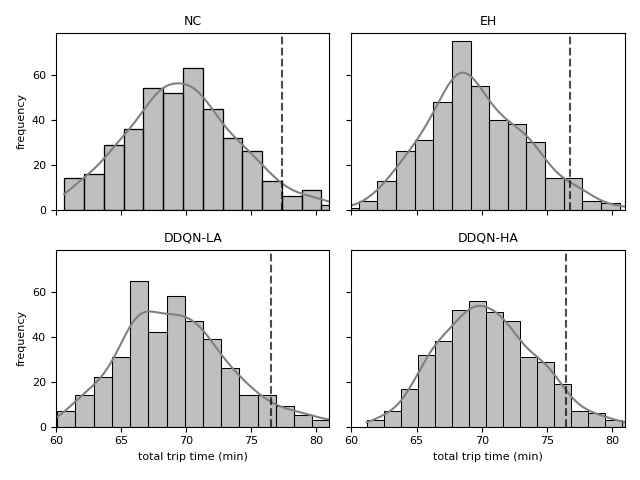 NC
EH
frequency
60
40
20
0
DDQN-LA
DDQN-HA
frequency
60
40
20
0
60 65 70 75 80
60 65 70 75 80
total trip time (min)
total trip time (min)